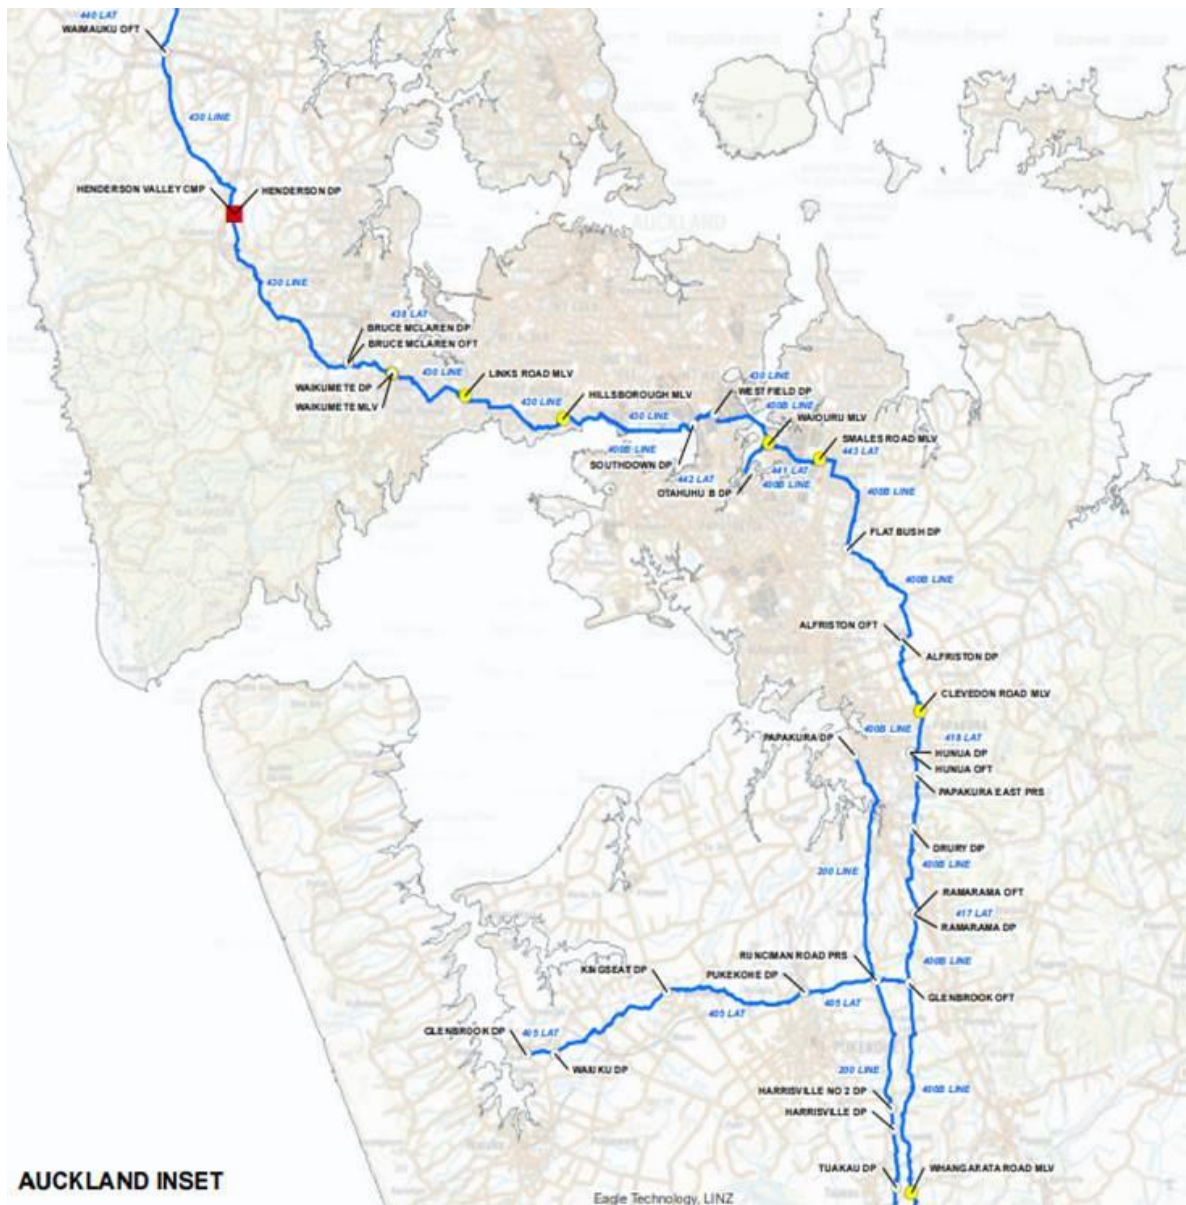 440 LAT
WAIMAUKU OFT
430 LINE
HENDERSON VALLEY CMP
HENDERSON DP
AUCKLAND
430 LINE
438 LAT
BRUCE MCLAREN DP
BRUCE MCLAREN OFT
WAIKUMETE DP
WAIKUMETE MLV
430 LINE
LINKS ROAD MLV
430 LINE
HILLSBOROUGH MLV
430 LINE
430 LINE
WESTFIELD DP
400B LINE
WAIOURU MLV
SMALES ROAD MLV
443 LAT
400B LINE
SOUTHDOWN DP
442 LAT
441 LAT
400B LINE
OTAHUHU B DP
400B LINE
FLAT BUSH DP
400B LINE
ALFRISTON OFT
ALFRISTON DP
CLEVEDON ROAD MLV
400B LINE
PAPAKURA
418 LAT
PAPAKURA DP
HUNUA DP
HUNUA OFT
PAPAKURA EAST PRS
DRURY DP
400B LINE
200 LINE
RAMARAMA OFT
417 LAT
RAMARAMA DP
RUNCIMAN ROAD PRS
400B LINE
KINGSEAT DP
PUKEKOHE DP
405 LAT
405 LAT
GLENBROOK OFT
GLENBROOK DP
405 LAT
WAIUKU DP
PUKEKOHE
200 LINE
400B LINE
HARRISVILLE NO 2 DP
HARRISVILLE DP
TUAKAU DP
WHANGARATA ROAD MLV
AUCKLAND INSET
Eagle Technology, LINZ